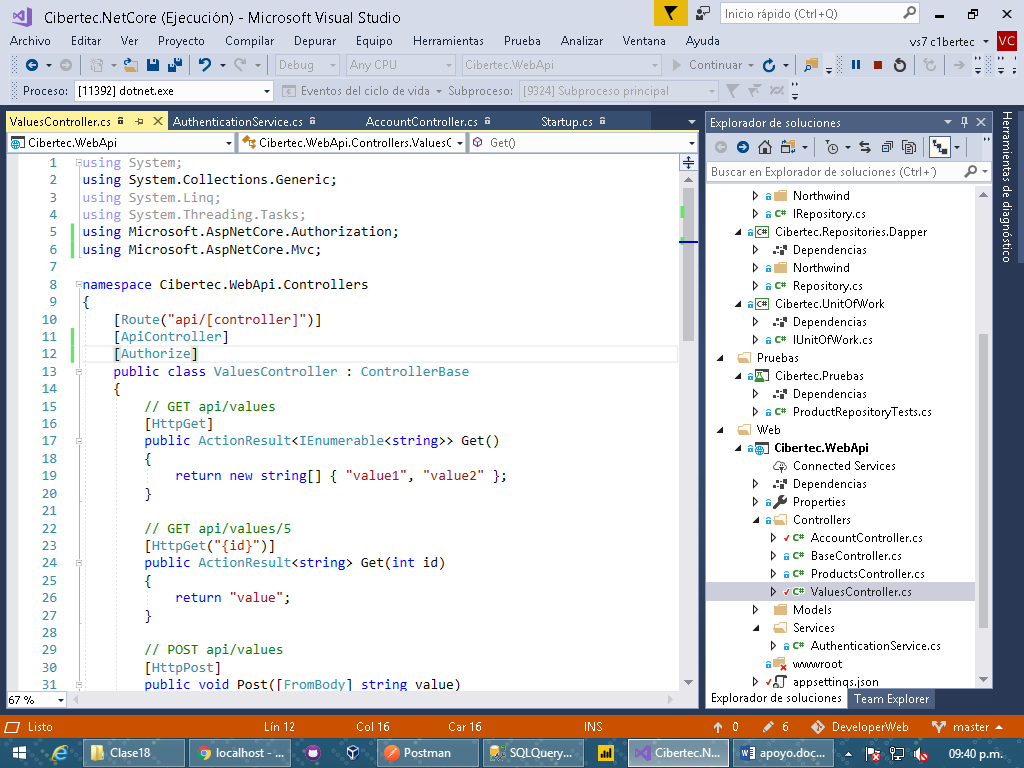 Cibertec.NetCore (Ejecución) - Microsoft Visual Studio
Inicio rápido (Ctrl+Q)
Archivo Editar Ver Proyecto Compilar Depurar Equipo Herramientas Prueba Analizar Ventana Ayuda
vs7 c1bertec VC
Debug Any CPU Cibertec.WebApi Continuar
Proceso: [11392] dotnet.exe Eventos del ciclo de vida Subproceso: [9324] Subproceso principal
ValuesController.cs AuthenticationService.cs AccountController.cs Startup.cs
Cibertec.WebApi Cibertec.WebApi.Controllers.ValuesC Get()
1 using System;
2 using System.Collections.Generic;
3 using System.Linq;
4 using System.Threading.Tasks;
5 using Microsoft.AspNetCore.Authorization;
6 using Microsoft.AspNetCore.Mvc;
7
8 namespace Cibertec.WebApi.Controllers
9 {
10 [Route("api/[controller]")]
11 [ApiController]
12 [Authorize]
13 public class ValuesController : ControllerBase
14 {
15 // GET api/values
16 [HttpGet]
17 public ActionResult<IEnumerable<string>> Get()
18 {
19 return new string[] { "value1", "value2" };
20 }
21
22 // GET api/values/5
23 [HttpGet("{id}")]
24 public ActionResult<string> Get(int id)
25 {
26 return "value";
27 }
28
29 // POST api/values
30 [HttpPost]
31 public void Post([FromBody] string value)
67 %
Explorador de soluciones
Buscar en Explorador de soluciones (Ctrl+´)
Northwind
C# IRepository.cs
C# Cibertec.Repositories.Dapper
Dependencias
Northwind
C# Repository.cs
C# Cibertec.UnitOfWork
Dependencias
C# IUnitOfWork.cs
Pruebas
Cibertec.Pruebas
Dependencias
C# ProductRepositoryTests.cs
Web
Cibertec.WebApi
Connected Services
Dependencias
Properties
Controllers
C# AccountController.cs
C# BaseController.cs
C# ProductsController.cs
C# ValuesController.cs
Models
Services
C# AuthenticationService.cs
wwwroot
appsettings.json
Explorador de soluciones Team Explorer
Herramientas de diagnóstico
Listo Lín 12 Col 16 Car 16 INS 0 6 DeveloperWeb master
Clase18 localhost - ... Postman SQLQuery... Cibertec.N... apoyo.doc... 09:40 p.m.